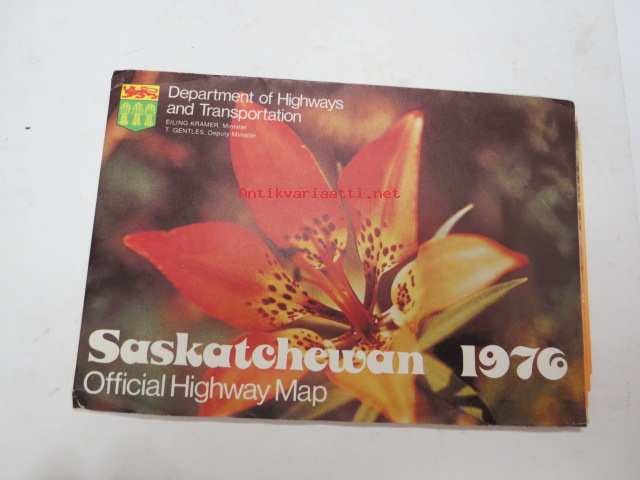 Department of Highways
and Transportation
EILING KRAMER, Minister
T. GENTLES, Deputy Minister
Antikvariaatti.net
Saskatchewan 1976
Official Highway Map